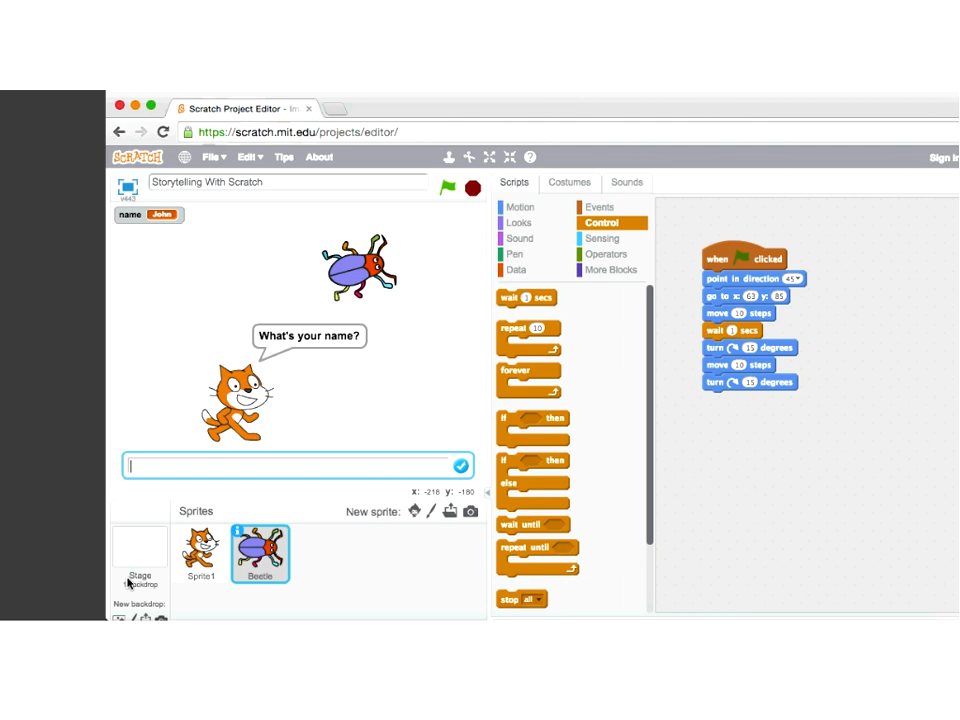 Scratch Project Editor - Im
https://scratch.mit.edu/projects/editor/
SCRATCH File Edit Tips About Sign in
Storytelling With Scratch
v443
name John
What's your name?
x: -218 y: -180
Sprites New sprite:
Stage
1 backdrop
New backdrop:
Sprite1
Beetle
Scripts Costumes Sounds
Motion Events
Looks Control
Sound Sensing
Pen Operators
Data More Blocks
wait 1 secs
repeat 10
forever
if then
if then
else
wait until
repeat until
stop all
when clicked
point in direction 45
go to x: 63 y: 85
move 10 steps
wait 1 secs
turn 15 degrees
move 10 steps
turn 15 degrees